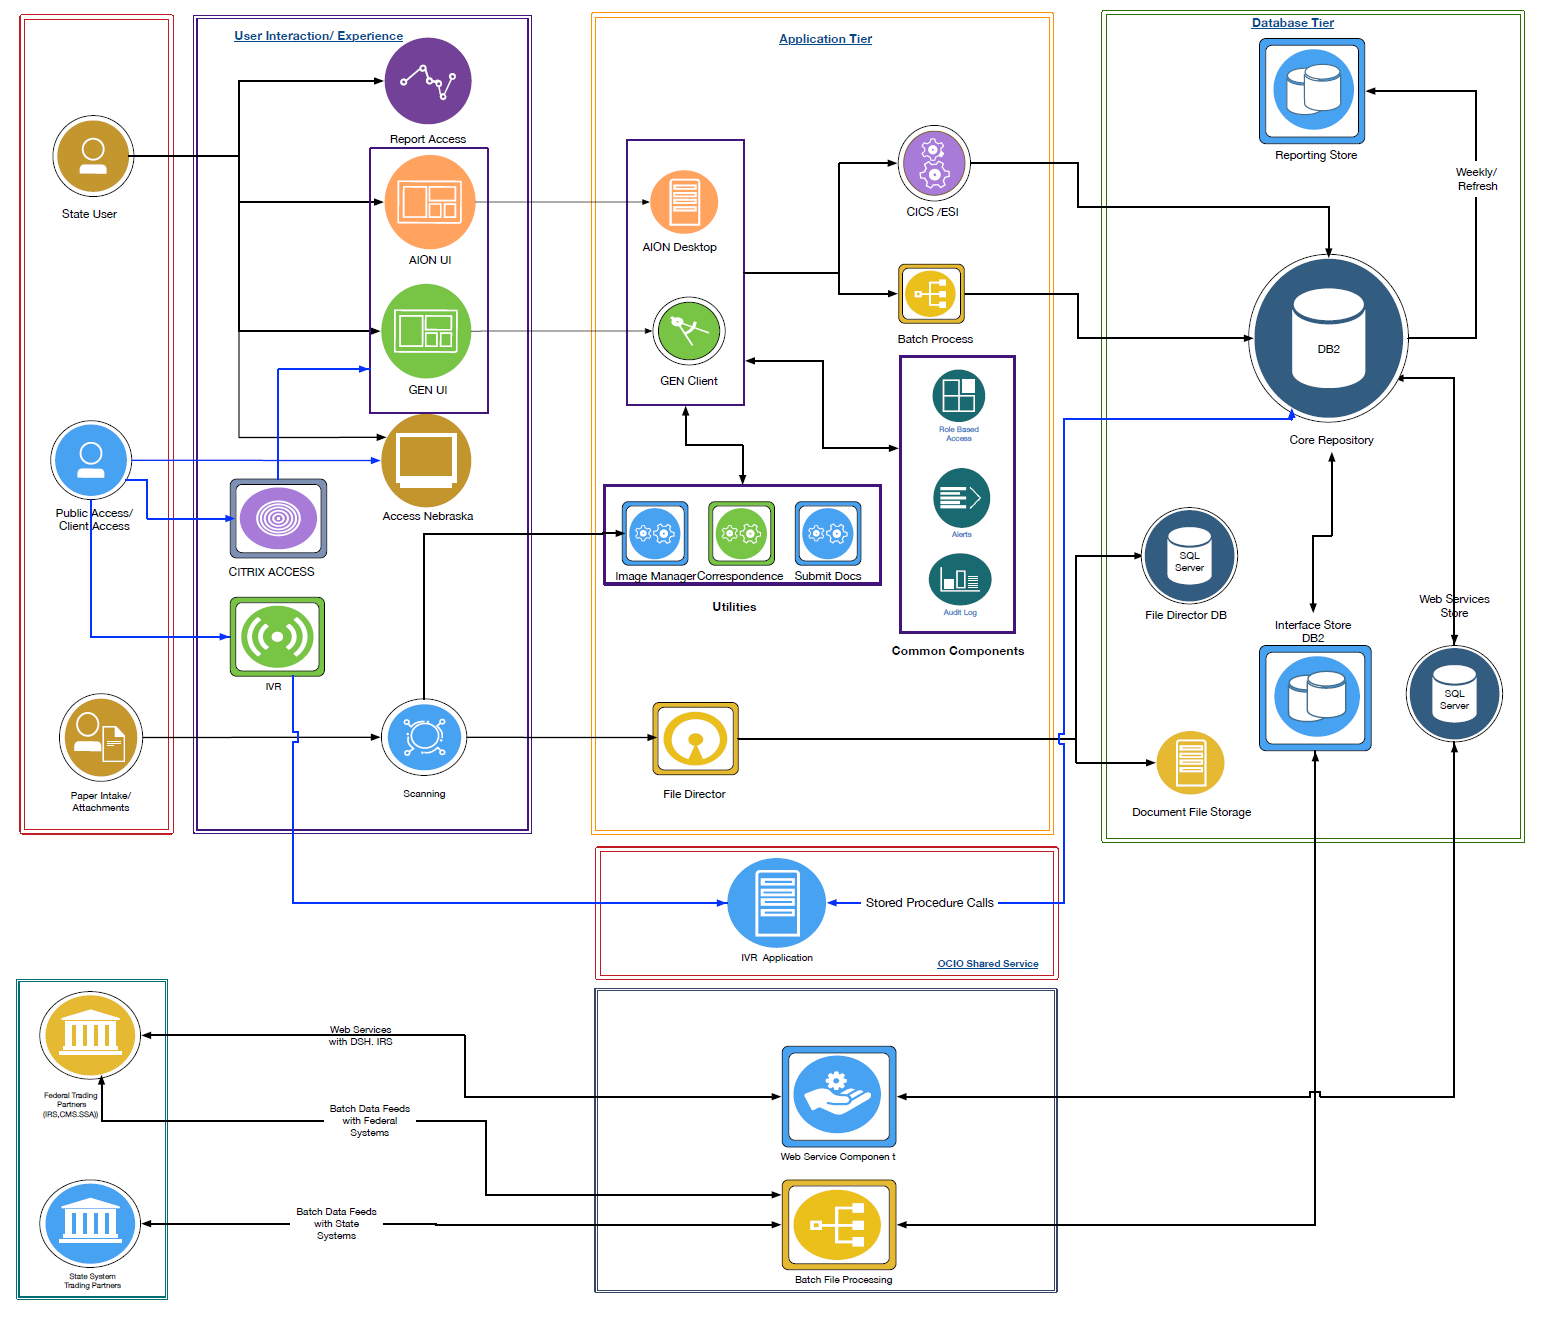 User Interaction/ Experience
Application Tier
Database Tier
Report Access
State User
AION UI
GEN UI
Public Access/
Client Access
Access Nebraska
CITRIX ACCESS
IVR
Paper Intake/
Attachments
Scanning
AION Desktop
GEN Client
CICS /ESI
Batch Process
Role Based
Access
Alerts
Audit Log
Common Components
Image Manager
Correspondence
Submit Docs
Utilities
File Director
Reporting Store
Weekly/
Refresh
DB2
Core Repository
SQL
Server
File Director DB
Interface Store
DB2
Web Services
Store
SQL
Server
Document File Storage
Stored Procedure Calls
IVR Application
OCIO Shared Service
Federal Trading
Partners
(IRS,CMS.SSA))
Web Services
with DSH. IRS
Batch Data Feeds
with Federal
Systems
Batch Data Feeds
with State
Systems
State System
Trading Partners
Web Service Componen t
Batch File Processing